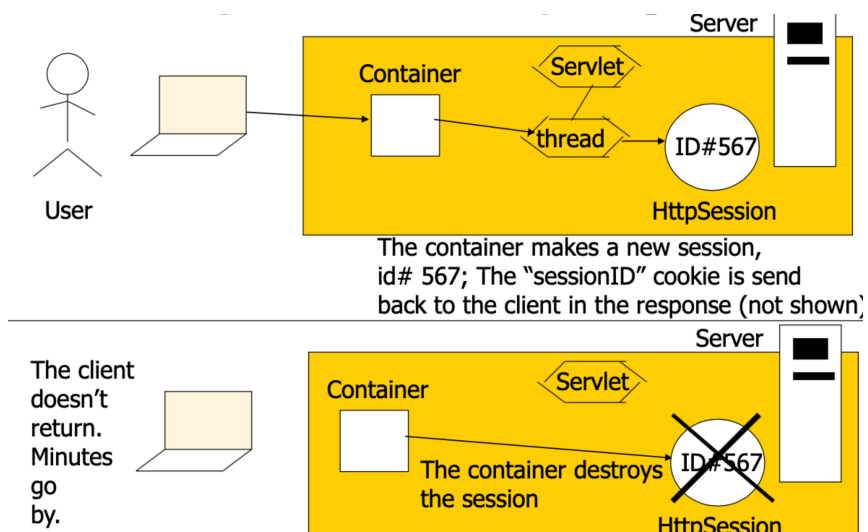 Server
Container
Servlet
thread
ID#567
User
HttpSession
The container makes a new session,
id# 567; The “sessionID” cookie is send
back to the client in the response (not shown)
Server
The client
doesn’t
return.
Minutes
go
by.
Container
Servlet
The container destroys
the session
ID#567
HttpSession